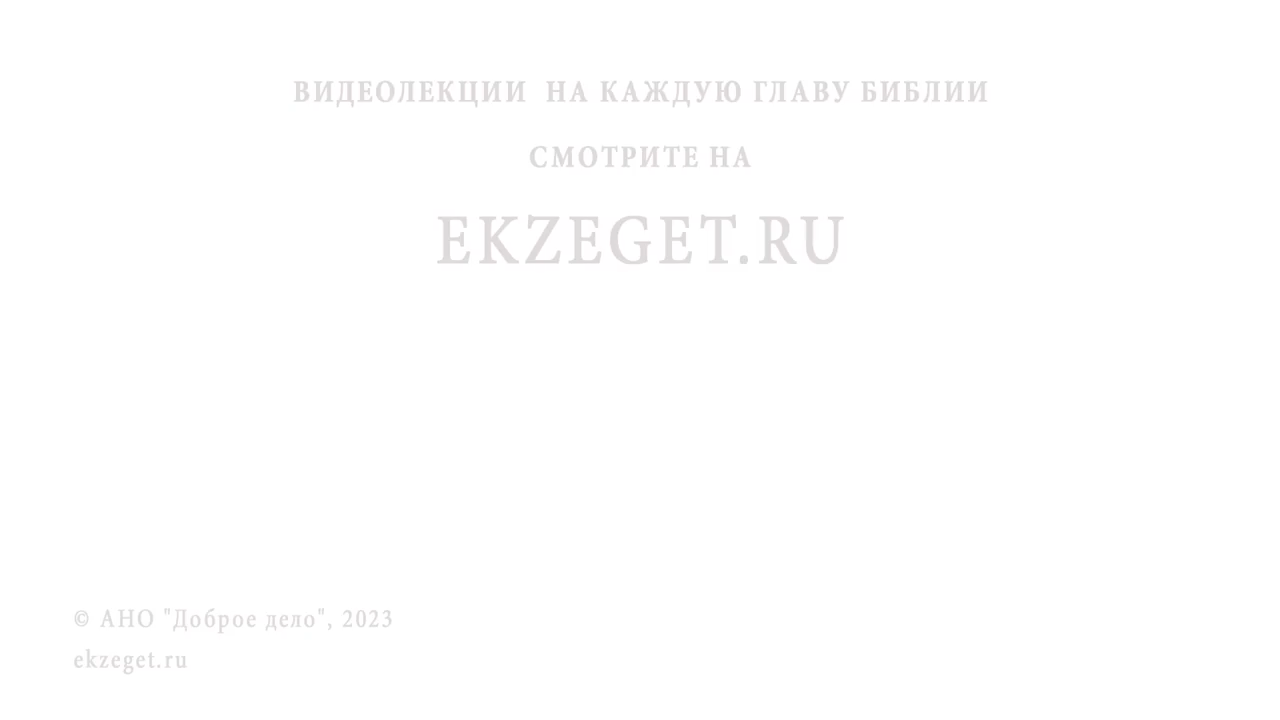 ВИДЕОЛЕКЦИИ НА КАЖДУЮ ГЛАВУ БИБЛИИ
СМОТРИТЕ НА
EKZEGET.RU
© АНО "Доброе дело", 2023
ekzeget.ru